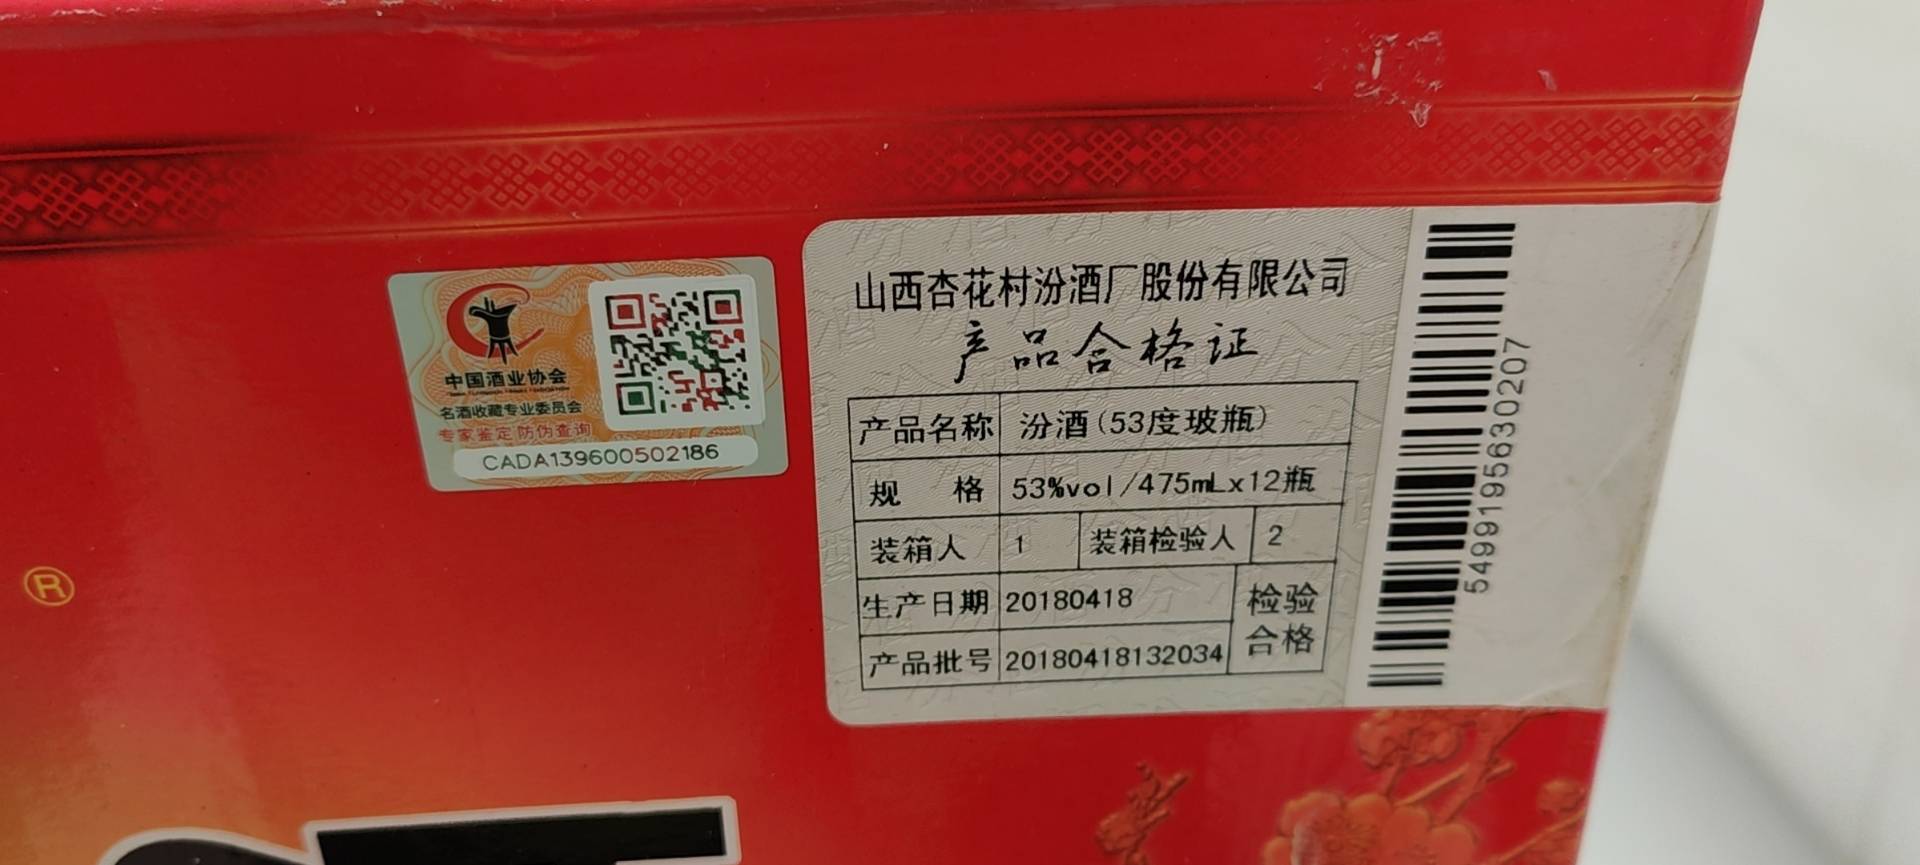 ®
中国酒业协会
名酒收藏专业委员会
专家鉴定 防伪查询
CADA139600502186
山西杏花村汾酒厂股份有限公司
产品合格证
产品名称 汾酒(53度玻瓶)
规 格 53%vol/475mLx12瓶
装箱人 1 装箱检验人 2
生产日期 20180418
检验
合格
产品批号 20180418132034
5499195630207